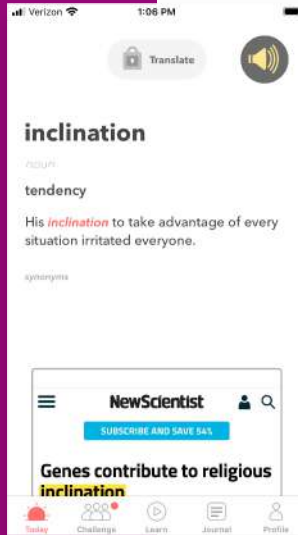 Verizon 1:06 PM
Translate
inclination
noun
tendency
His inclination to take advantage of every
situation irritated everyone.
synonyms
NewScientist
SUBSCRIBE AND SAVE 54%
Genes contribute to religious
inclination
Today Challenge Learn Journal Profile